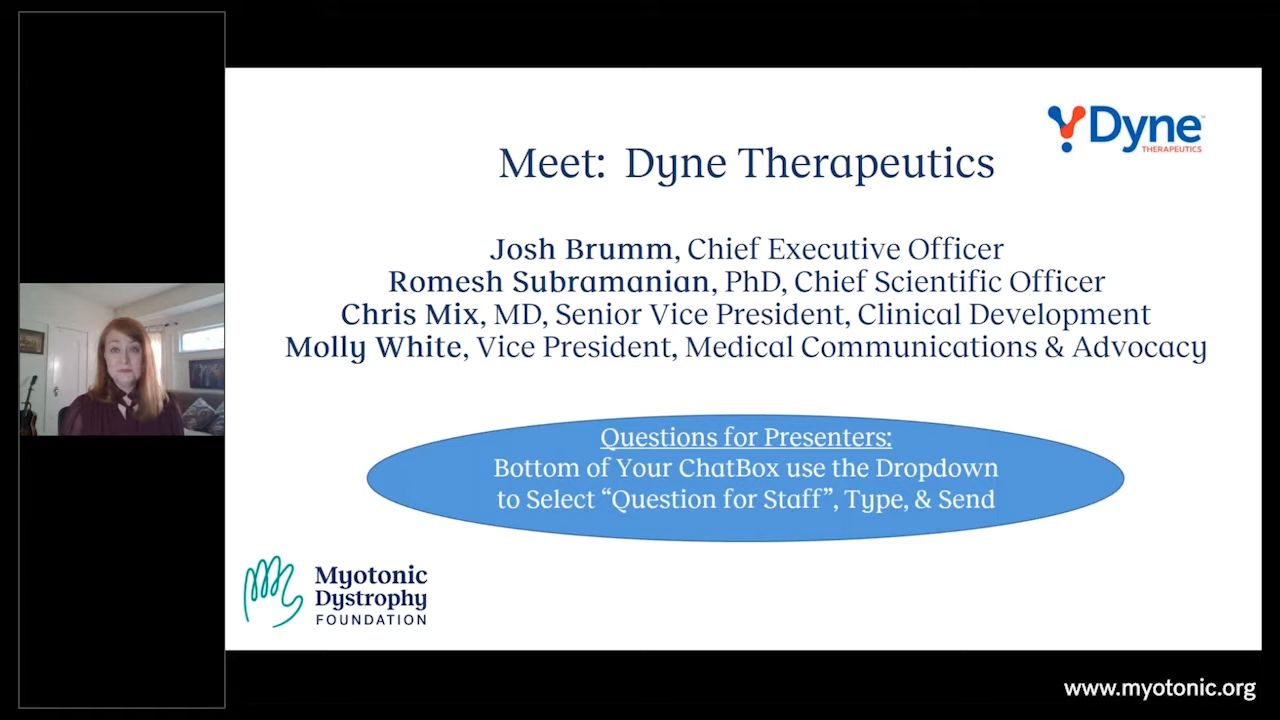 Dyne
THERAPEUTICS
Meet: Dyne Therapeutics
Josh Brumm, Chief Executive Officer
Romesh Subramanian, PhD, Chief Scientific Officer
Chris Mix, MD, Senior Vice President, Clinical Development
Molly White, Vice President, Medical Communications & Advocacy
Questions for Presenters:
Bottom of Your ChatBox use the Dropdown
to Select “Question for Staff”, Type, & Send
Myotonic
Dystrophy
FOUNDATION
www.myotonic.org